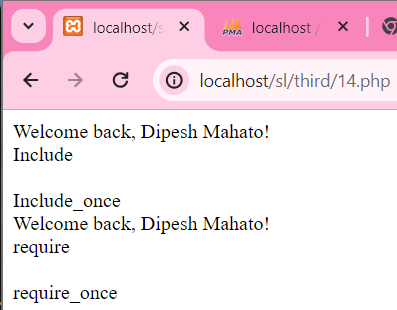 localhost/s
localhost /
PMA
localhost/sl/third/14.php
Welcome back, Dipesh Mahato!
Include
Include_once
Welcome back, Dipesh Mahato!
require
require_once